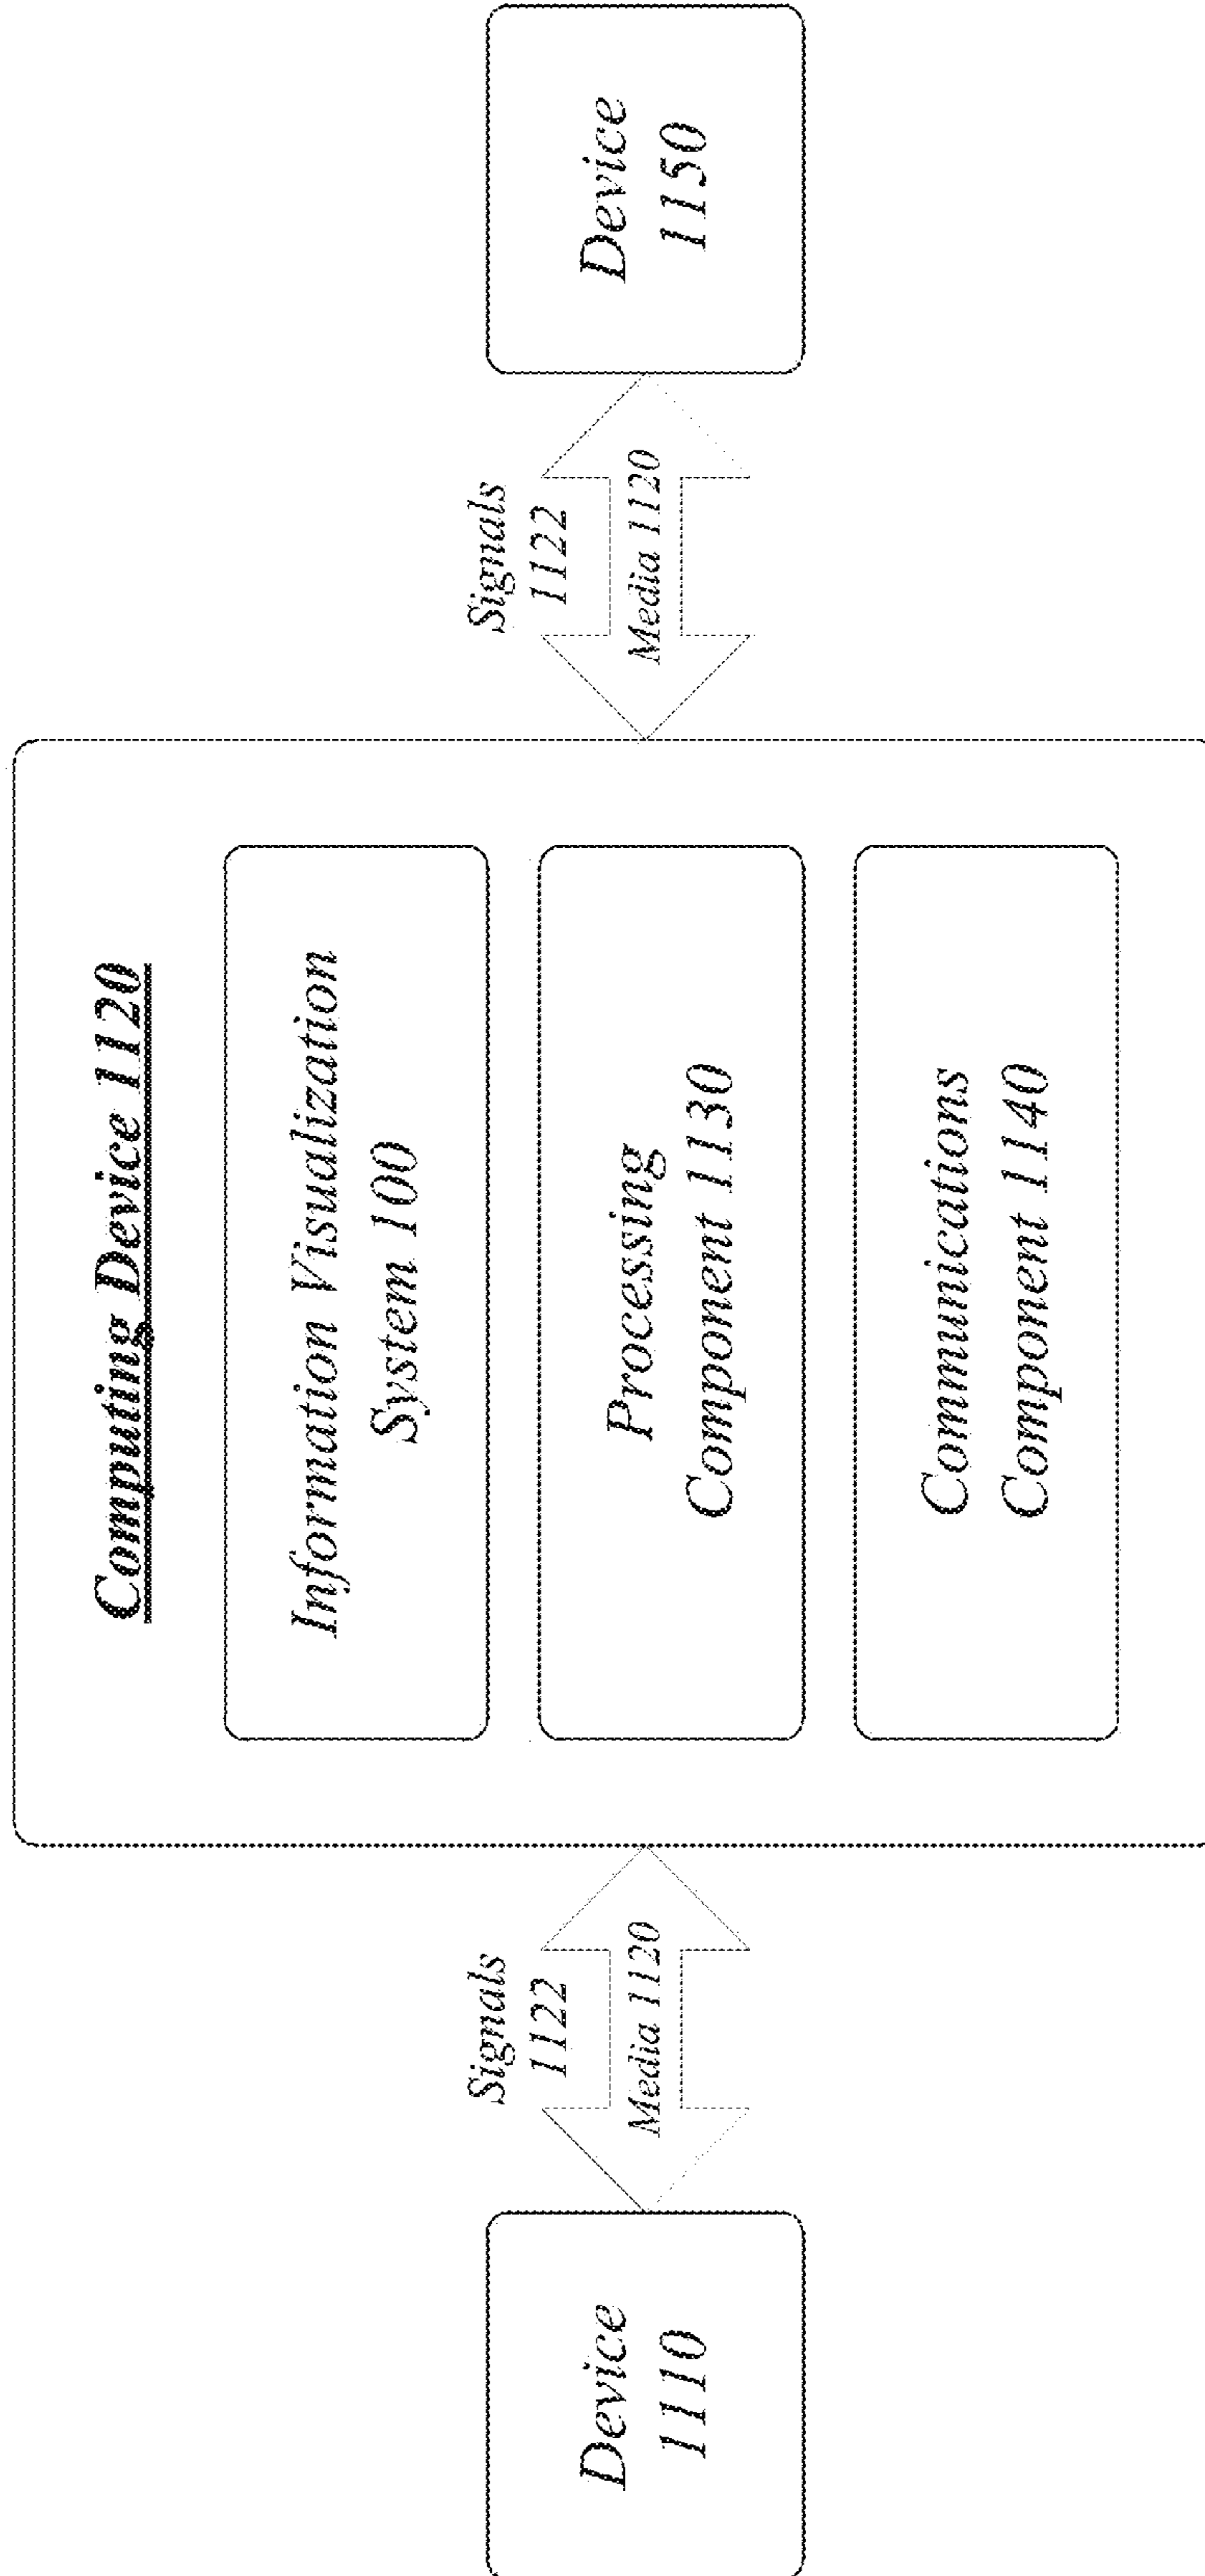 Computing Device 1120
Information Visualization
System 100
Processing
Component 1130
Communications
Component 1140
Device
1110
Signals
1122
Media 1120
Signals
1122
Media 1120
Device
1150